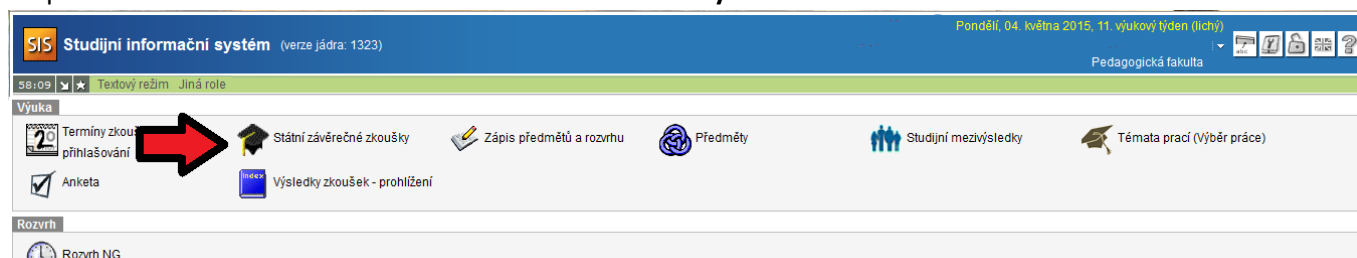 Pondělí, 04. května 2015, 11. výukový týden (lichý)
SIS Studijní informační systém (verze jádra: 1323)
Pedagogická fakulta
58:09 Textový režim Jiná role
Výuka
Termíny
přihlašování
Státní závěrečné zkoušky
Zápis předmětů a rozvrhu
Předměty
Studijní mezivýsledky
Témata prací (Výběr práce)
Anketa
Index
Výsledky zkoušek - prohlížení
Rozvrh
Rozvrh NG